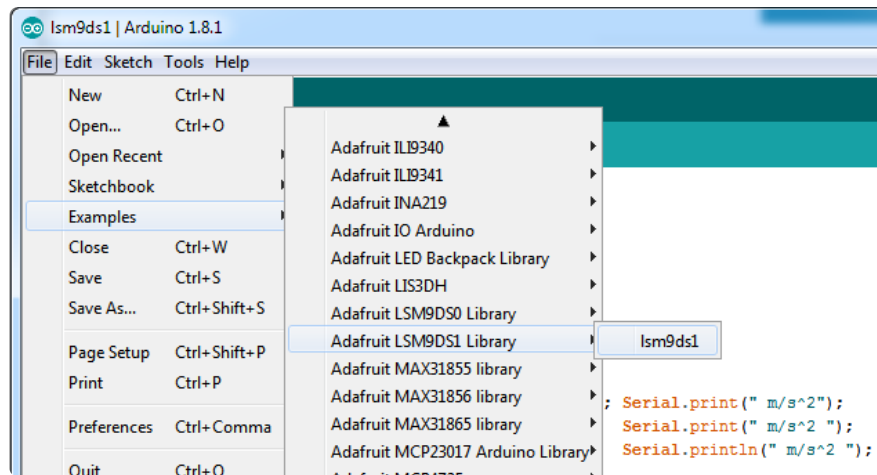 lsm9ds1 | Arduino 1.8.1
File Edit Sketch Tools Help
New Ctrl+N
Open... Ctrl+O
Open Recent
Sketchbook
Examples
Close Ctrl+W
Save Ctrl+S
Save As... Ctrl+Shift+S
Page Setup Ctrl+Shift+P
Print Ctrl+P
Preferences Ctrl+Comma
Quit Ctrl+Q
Adafruit ILI9340
Adafruit ILI9341
Adafruit INA219
Adafruit IO Arduino
Adafruit LED Backpack Library
Adafruit LIS3DH
Adafruit LSM9DS0 Library
Adafruit LSM9DS1 Library
Adafruit MAX31855 library
Adafruit MAX31856 library
Adafruit MAX31865 library
Adafruit MCP23017 Arduino Library
lsm9ds1
; Serial.print(" m/s^2");
Serial.print(" m/s^2 ");
Serial.println(" m/s^2 ");